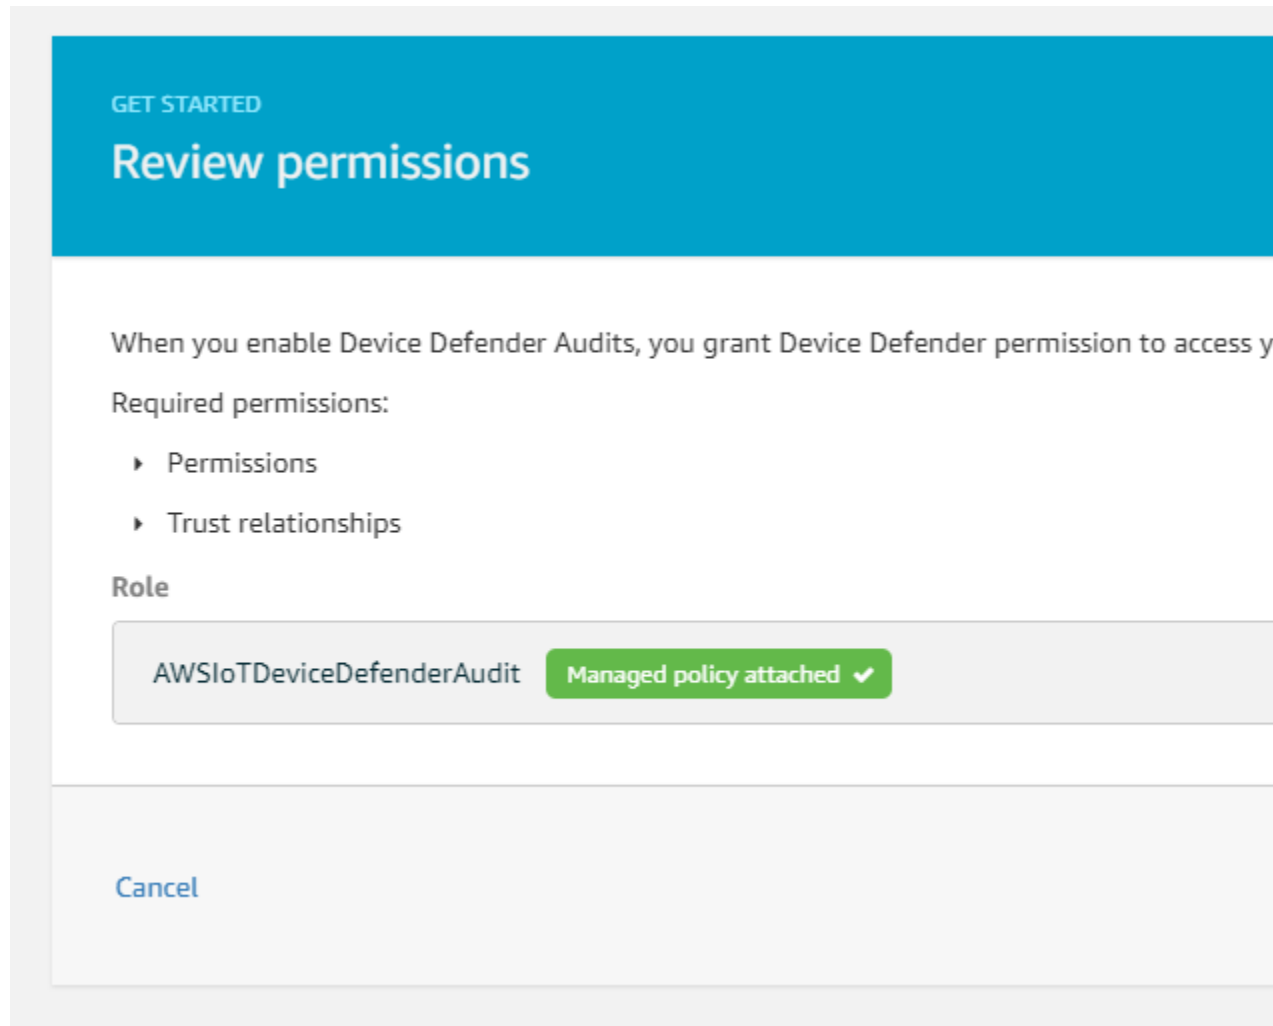 GET STARTED
Review permissions
When you enable Device Defender Audits, you grant Device Defender permission to access y
Required permissions:
Permissions
Trust relationships
Role
AWSIoTDeviceDefenderAudit Managed policy attached
Cancel